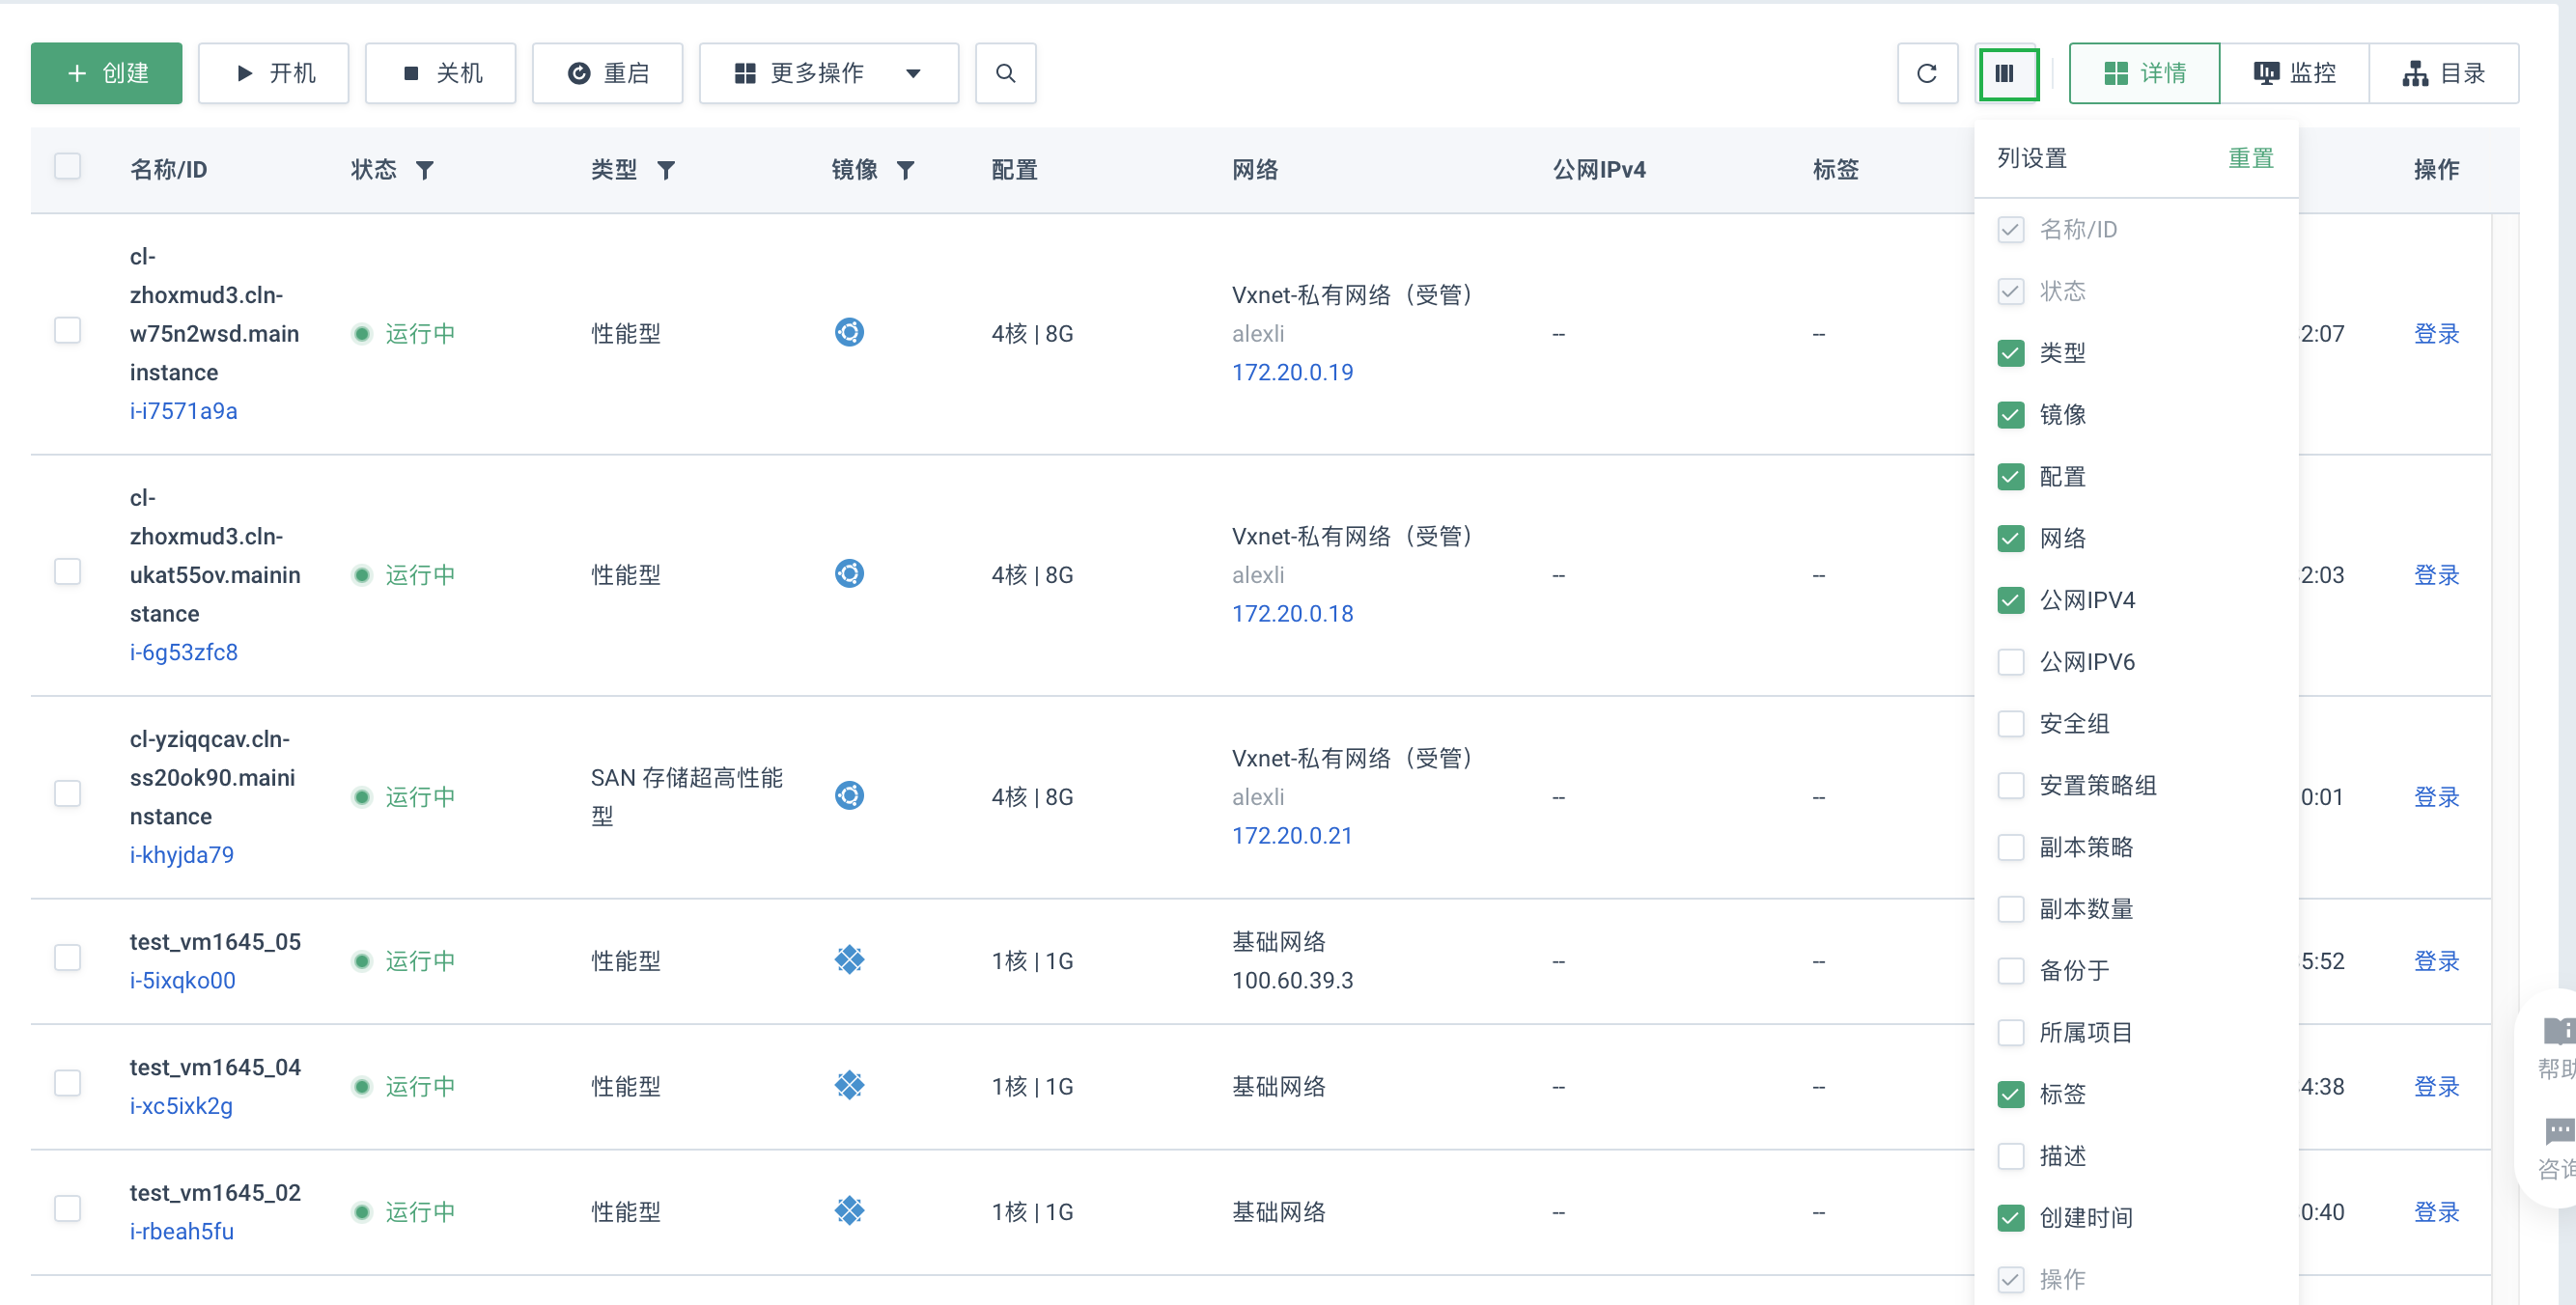 创建
开机
关机
重启
更多操作
详情
监控
目录
名称/ID
状态
类型
镜像
配置
网络
公网IPv4
标签
操作
cl-
zhoxmud3.cln-
w75n2wsd.main
instance
i-i7571a9a
运行中
性能型
4核 | 8G
Vxnet-私有网络（受管）
alexli
172.20.0.19
--
--
2:07
登录
cl-
zhoxmud3.cln-
ukat55ov.mainin
stance
i-6g53zfc8
运行中
性能型
4核 | 8G
Vxnet-私有网络（受管）
alexli
172.20.0.18
--
--
2:03
登录
cl-yziqqcav.cln-
ss20ok90.maini
nstance
i-khyjda79
运行中
SAN 存储超高性能
型
4核 | 8G
Vxnet-私有网络（受管）
alexli
172.20.0.21
--
--
0:01
登录
test_vm1645_05
i-5ixqko00
运行中
性能型
1核 | 1G
基础网络
100.60.39.3
--
--
5:52
登录
test_vm1645_04
i-xc5ixk2g
运行中
性能型
1核 | 1G
基础网络
--
--
4:38
登录
test_vm1645_02
i-rbeah5fu
运行中
性能型
1核 | 1G
基础网络
--
--
0:40
登录
列设置
重置
名称/ID
状态
类型
镜像
配置
网络
公网IPV4
公网IPV6
安全组
安置策略组
副本策略
副本数量
备份于
所属项目
标签
描述
创建时间
操作
帮助
咨询